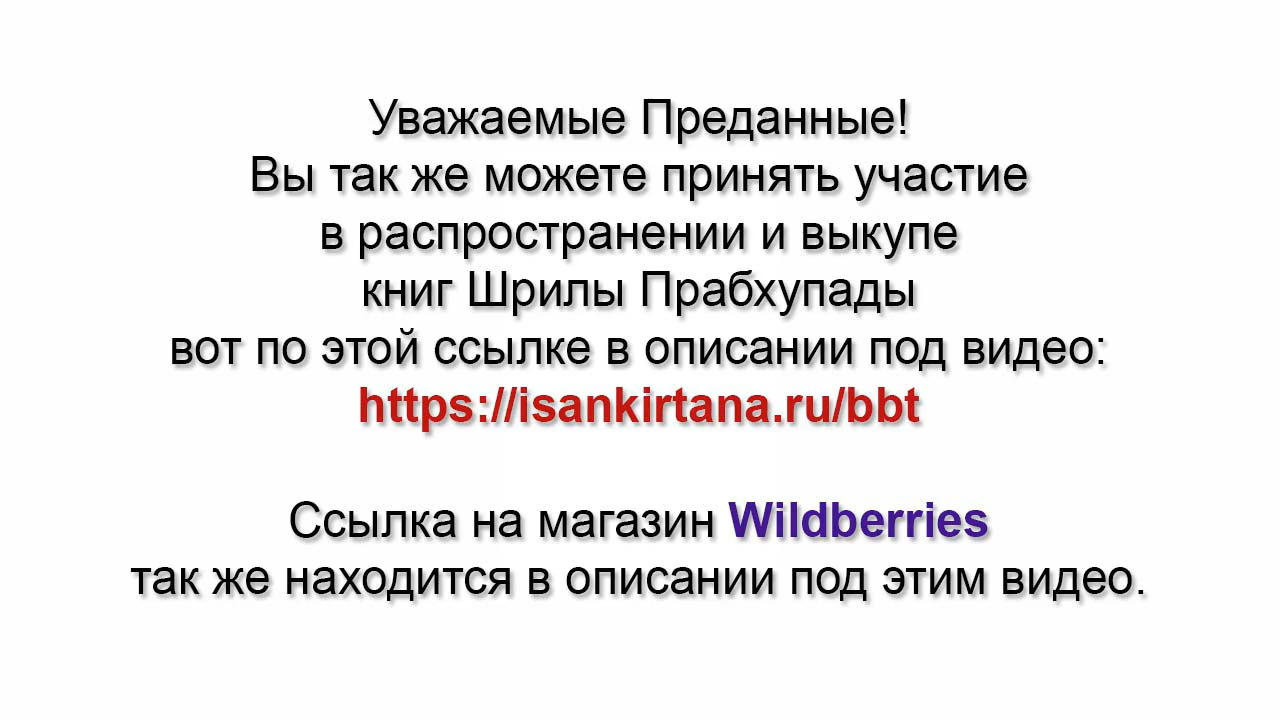 Уважаемые Преданные!
Вы так же можете принять участие
в распространении и выкупе
книг Шрилы Прабхупады
вот по этой ссылке в описании под видео:
https://isankirtana.ru/bbt
Ссылка на магазин Wildberries
так же находится в описании под этим видео.